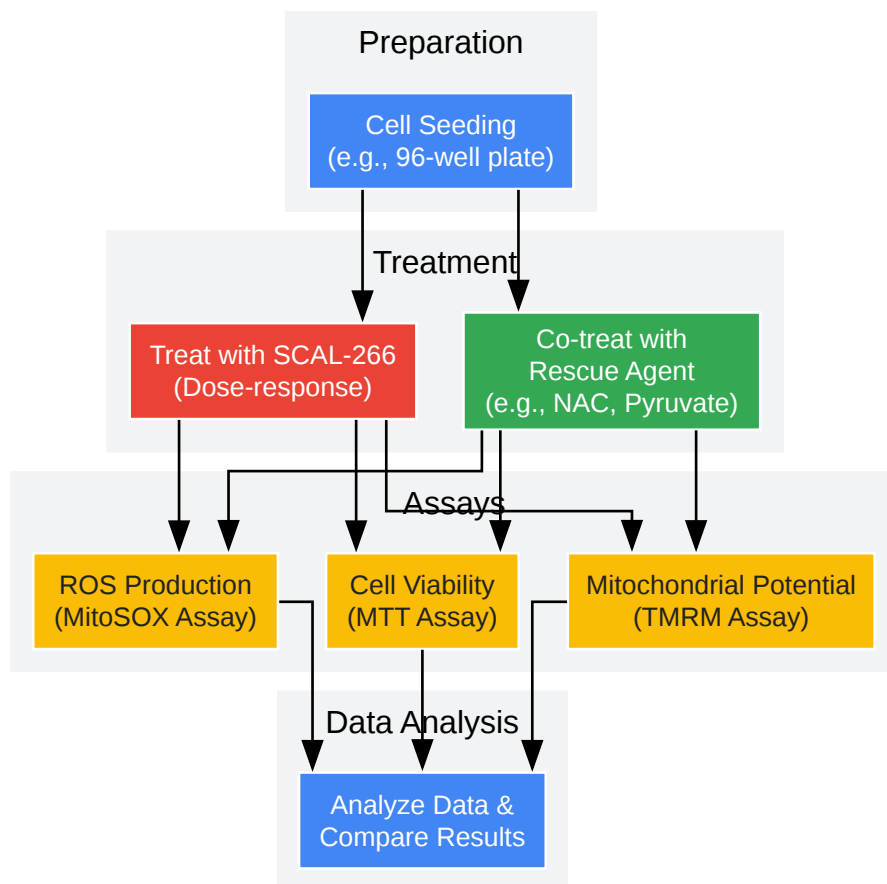 Preparation
Cell Seeding
(e.g., 96-well plate)
Treatment
Treat with SCAL-266
(Dose-response)
Co-treat with
Rescue Agent
(e.g., NAC, Pyruvate)
Assays
ROS Production
(MitoSOX Assay)
Cell Viability
(MTT Assay)
Mitochondrial Potential
(TMRM Assay)
Data Analysis
Analyze Data &
Compare Results